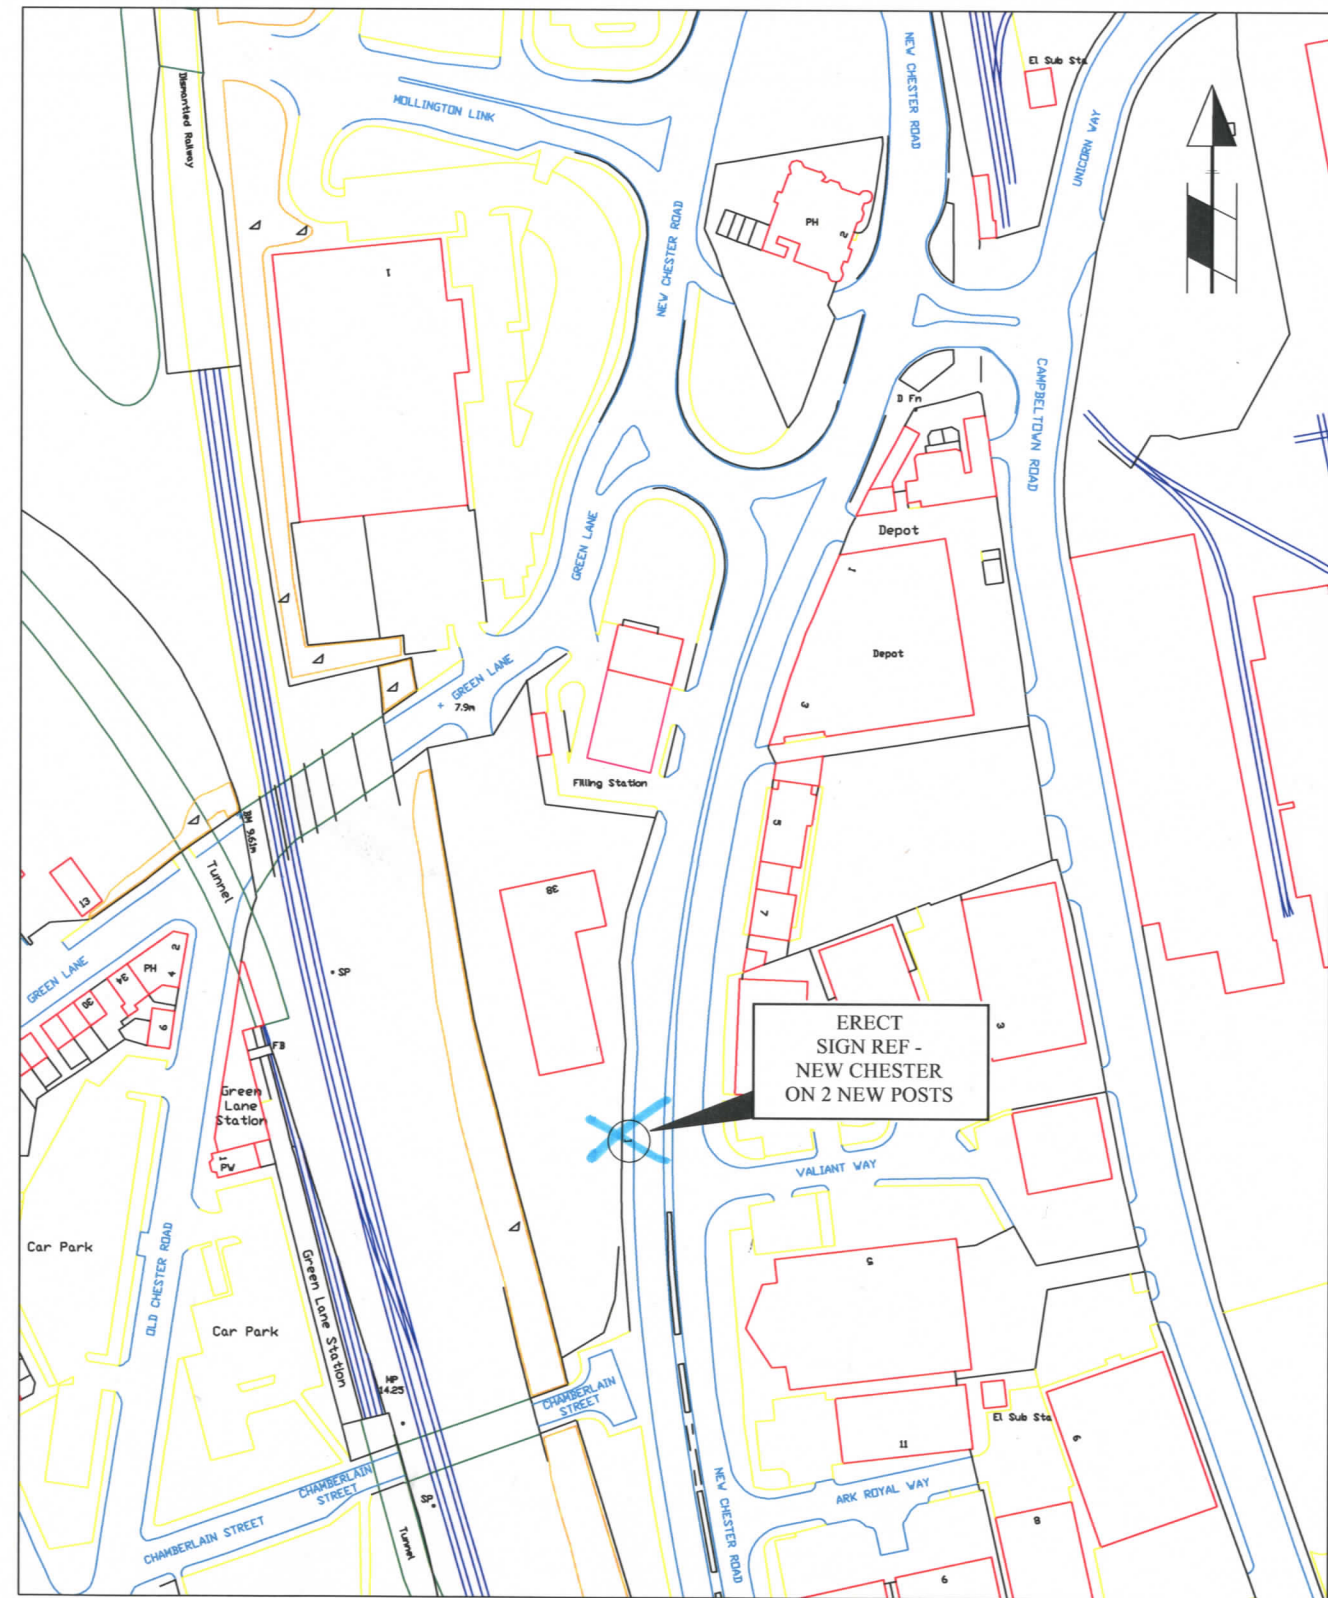 El Sub Sta
NEW CHESTER ROAD
Dismantled Railway
MOLLINGTON LINK
UNICORN WAY
PH
2
NEW CHESTER ROAD
1
CAMPBELTOWN ROAD
D Fn
GREEN LANE
Depot
1
Depot
GREEN LANE
7.9m
3
Filling Station
BM 9.61m
5
Tunnel
38
13
7
GREEN LANE
PH
2
4
34
30
6
SP
FB
ERECT
SIGN REF -
NEW CHESTER
ON 2 NEW POSTS
3
Green
Lane
Station
1
PW
VALIANT WAY
Car Park
OLD CHESTER ROAD
Green Lane Station
5
Car Park
MP
14.25
CHAMBERLAIN
STREET
El Sub Sta
11
9
CHAMBERLAIN
STREET
SP
ARK ROYAL WAY
NEW CHESTER ROAD
CHAMBERLAIN STREET
Tunnel
8
6